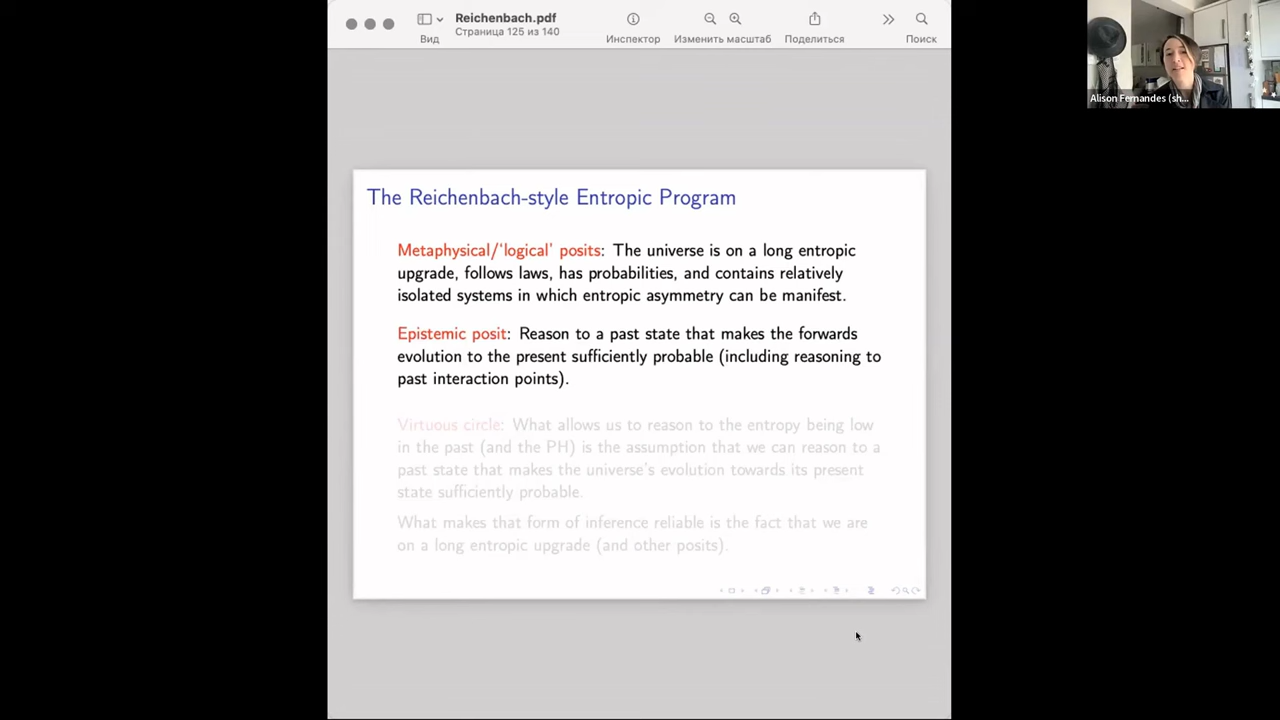 Reichenbach.pdf
Страница 125 из 140
Вид
Инспектор
Изменить масштаб
Поделиться
Поиск
Alison Fernandes (sh...
The Reichenbach-style Entropic Program
Metaphysical/‘logical’ posits: The universe is on a long entropic
upgrade, follows laws, has probabilities, and contains relatively
isolated systems in which entropic asymmetry can be manifest.
Epistemic posit: Reason to a past state that makes the forwards
evolution to the present sufficiently probable (including reasoning to
past interaction points).
Virtuous circle: What allows us to reason to the entropy being low
in the past (and the PH) is the assumption that we can reason to a
past state that makes the universe's evolution towards its present
state sufficiently probable.
What makes that form of inference reliable is the fact that we are
on a long entropic upgrade (and other posits).